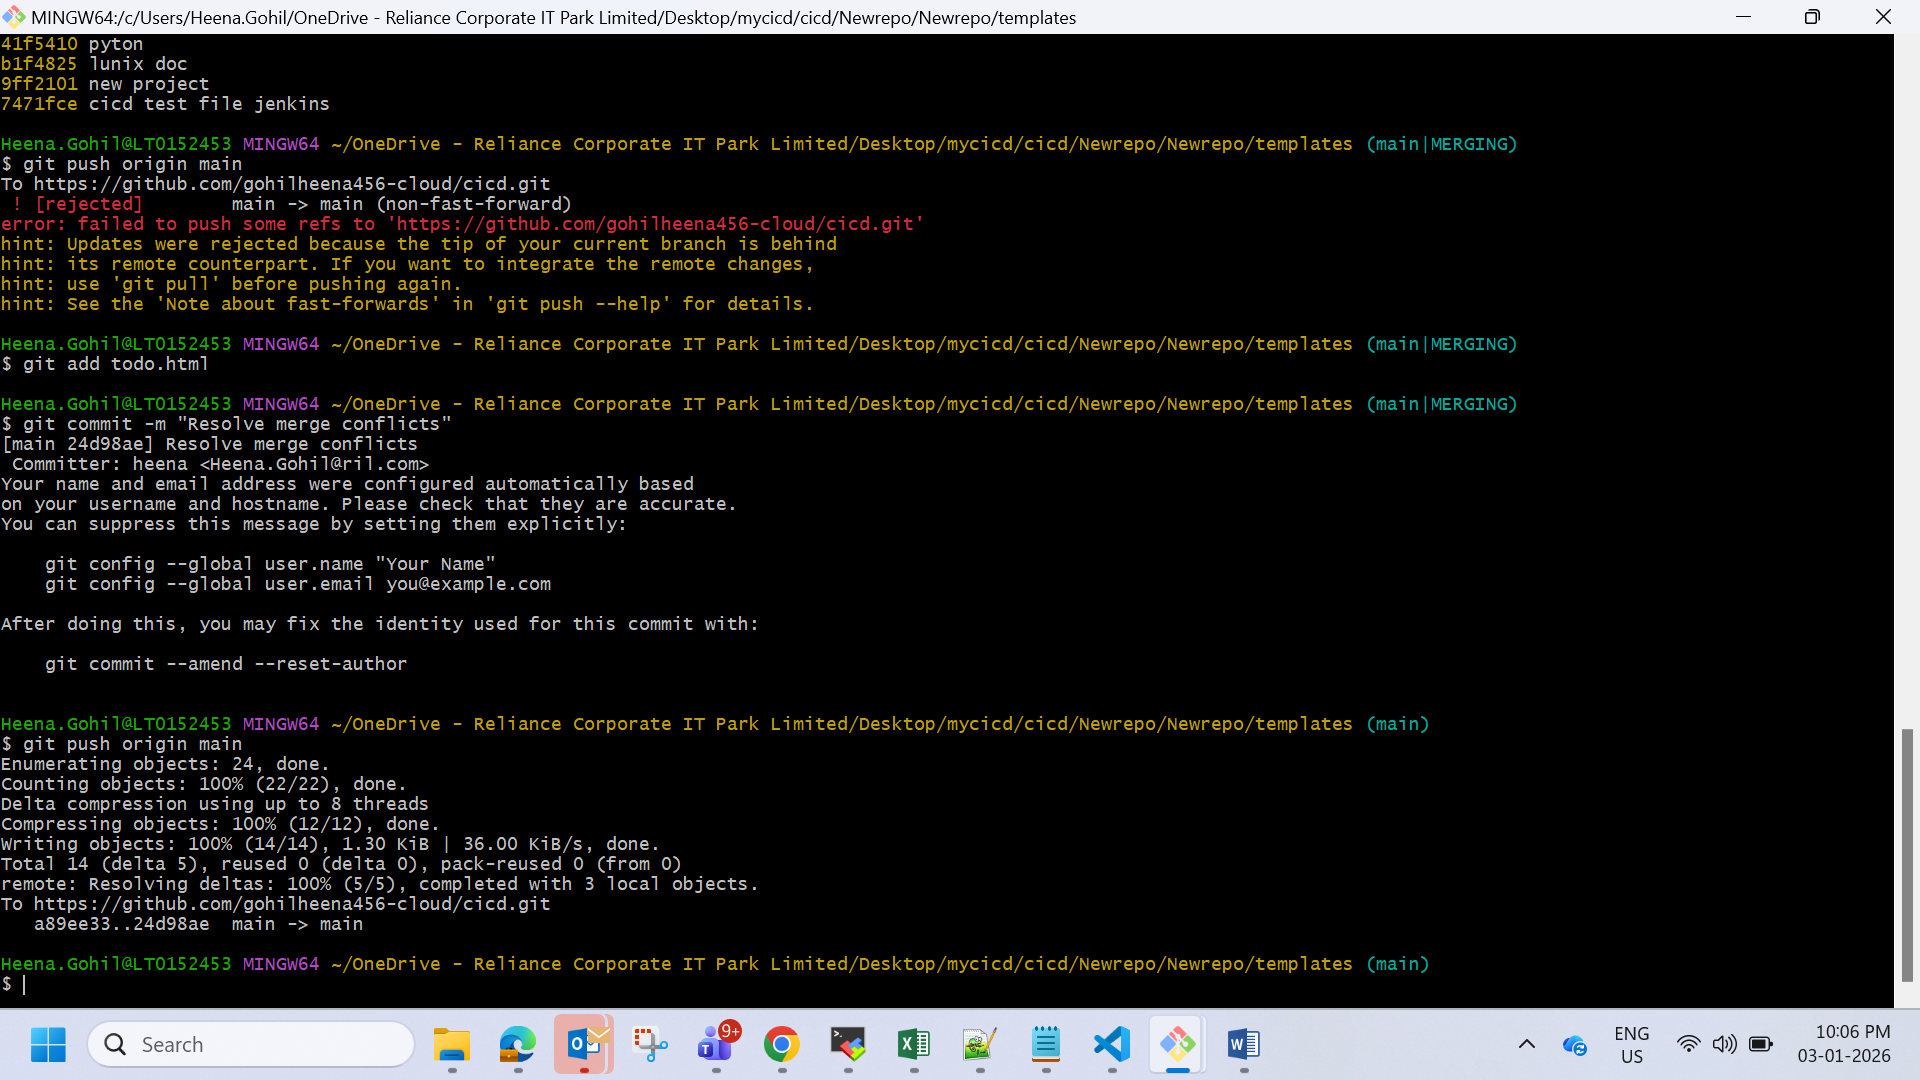 MINGW64:/c/Users/Heena.Gohil/OneDrive - Reliance Corporate IT Park Limited/Desktop/mycicd/cicd/Newrepo/Newrepo/templates
41f5410 pyton
b1f4825 lunix doc
9ff2101 new project
7471fce cicd test file jenkins
Heena.Gohil@LT0152453 MINGW64 ~/OneDrive - Reliance Corporate IT Park Limited/Desktop/mycicd/cicd/Newrepo/Newrepo/templates (main|MERGING)
$ git push origin main
To https://github.com/gohilheena456-cloud/cicd.git
! [rejected]        main -> main (non-fast-forward)
error: failed to push some refs to 'https://github.com/gohilheena456-cloud/cicd.git'
hint: Updates were rejected because the tip of your current branch is behind
hint: its remote counterpart. If you want to integrate the remote changes,
hint: use 'git pull' before pushing again.
hint: See the 'Note about fast-forwards' in 'git push --help' for details.
Heena.Gohil@LT0152453 MINGW64 ~/OneDrive - Reliance Corporate IT Park Limited/Desktop/mycicd/cicd/Newrepo/Newrepo/templates (main|MERGING)
$ git add todo.html
Heena.Gohil@LT0152453 MINGW64 ~/OneDrive - Reliance Corporate IT Park Limited/Desktop/mycicd/cicd/Newrepo/Newrepo/templates (main|MERGING)
$ git commit -m "Resolve merge conflicts"
[main 24d98ae] Resolve merge conflicts
Committer: heena <Heena.Gohil@ril.com>
Your name and email address were configured automatically based
on your username and hostname. Please check that they are accurate.
You can suppress this message by setting them explicitly:
git config --global user.name "Your Name"
git config --global user.email you@example.com
After doing this, you may fix the identity used for this commit with:
git commit --amend --reset-author
Heena.Gohil@LT0152453 MINGW64 ~/OneDrive - Reliance Corporate IT Park Limited/Desktop/mycicd/cicd/Newrepo/Newrepo/templates (main)
$ git push origin main
Enumerating objects: 24, done.
Counting objects: 100% (22/22), done.
Delta compression using up to 8 threads
Compressing objects: 100% (12/12), done.
Writing objects: 100% (14/14), 1.30 KiB | 36.00 KiB/s, done.
Total 14 (delta 5), reused 0 (delta 0), pack-reused 0 (from 0)
remote: Resolving deltas: 100% (5/5), completed with 3 local objects.
To https://github.com/gohilheena456-cloud/cicd.git
a89ee33..24d98ae  main -> main
Heena.Gohil@LT0152453 MINGW64 ~/OneDrive - Reliance Corporate IT Park Limited/Desktop/mycicd/cicd/Newrepo/Newrepo/templates (main)
$
Search
9+
ENG
US
10:06 PM
03-01-2026